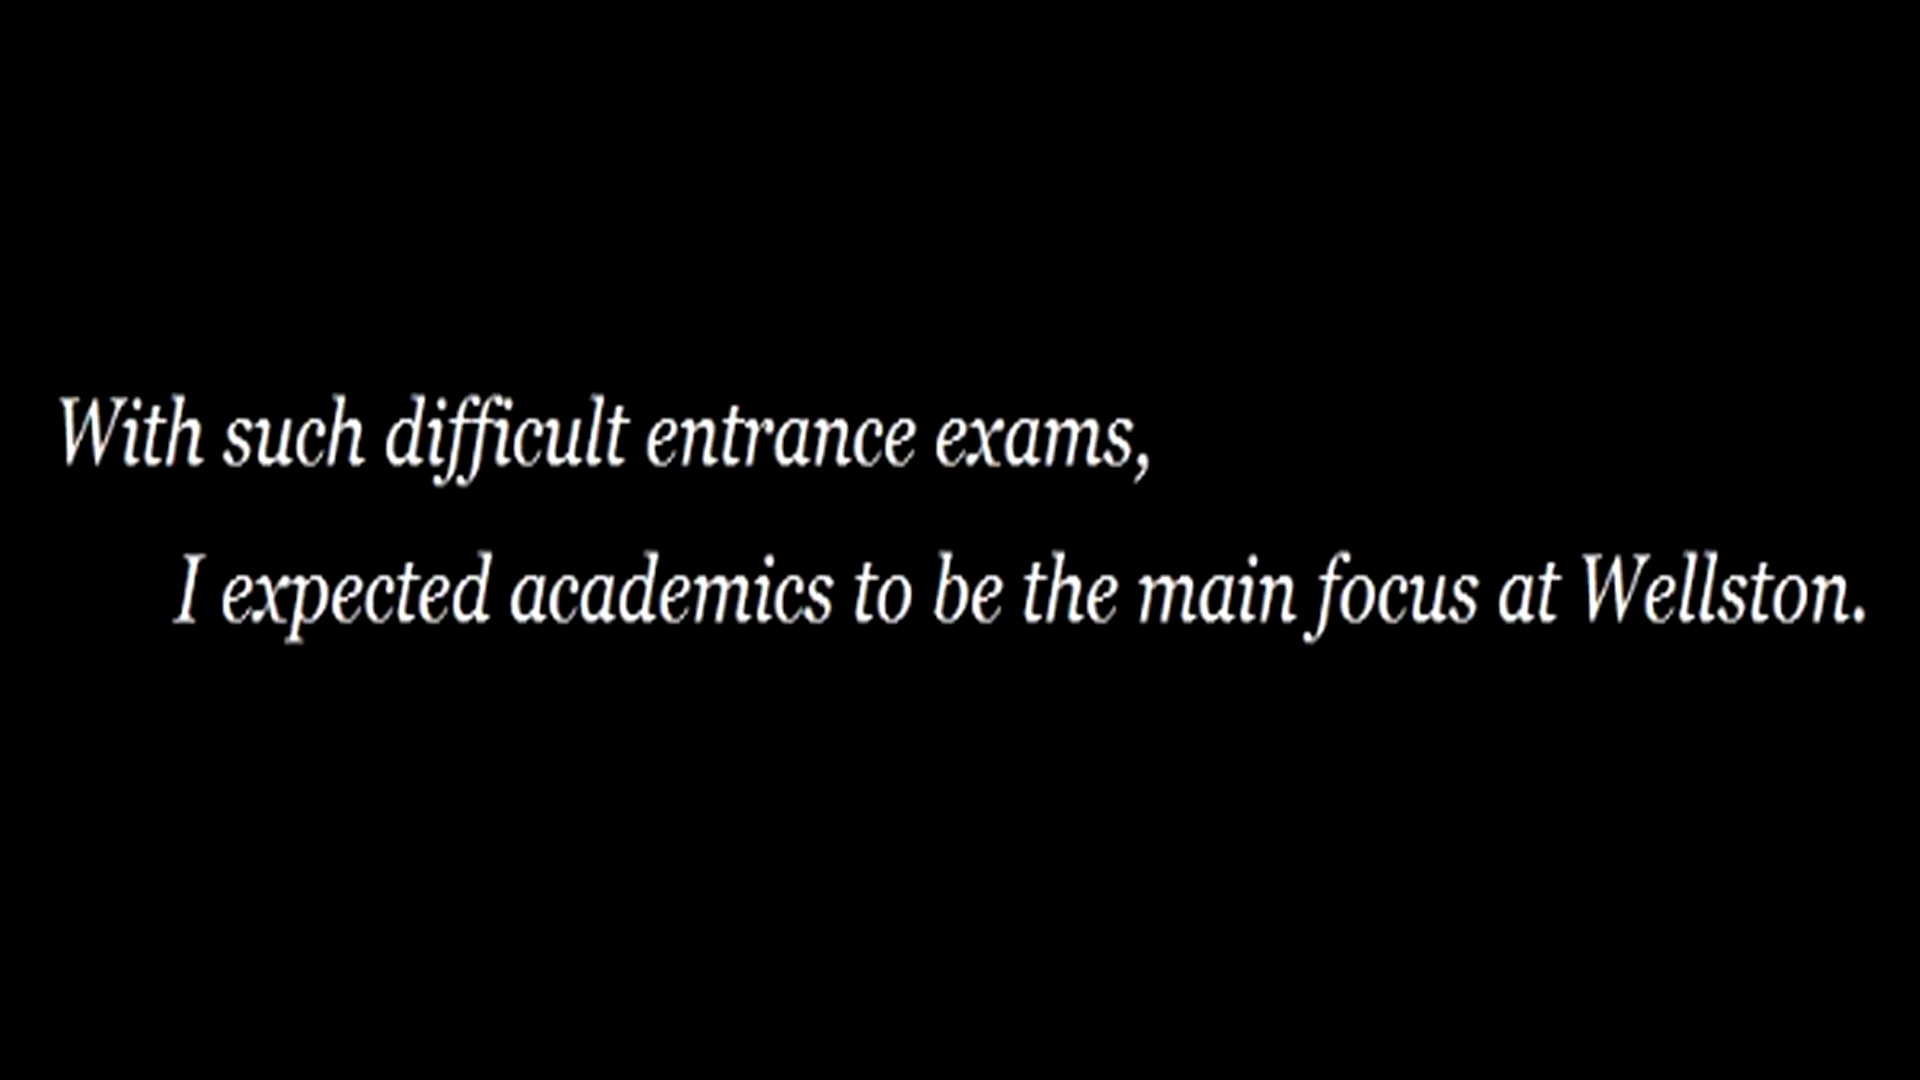 With such difficult entrance exams,
I expected academics to be the main focus at Wellston.